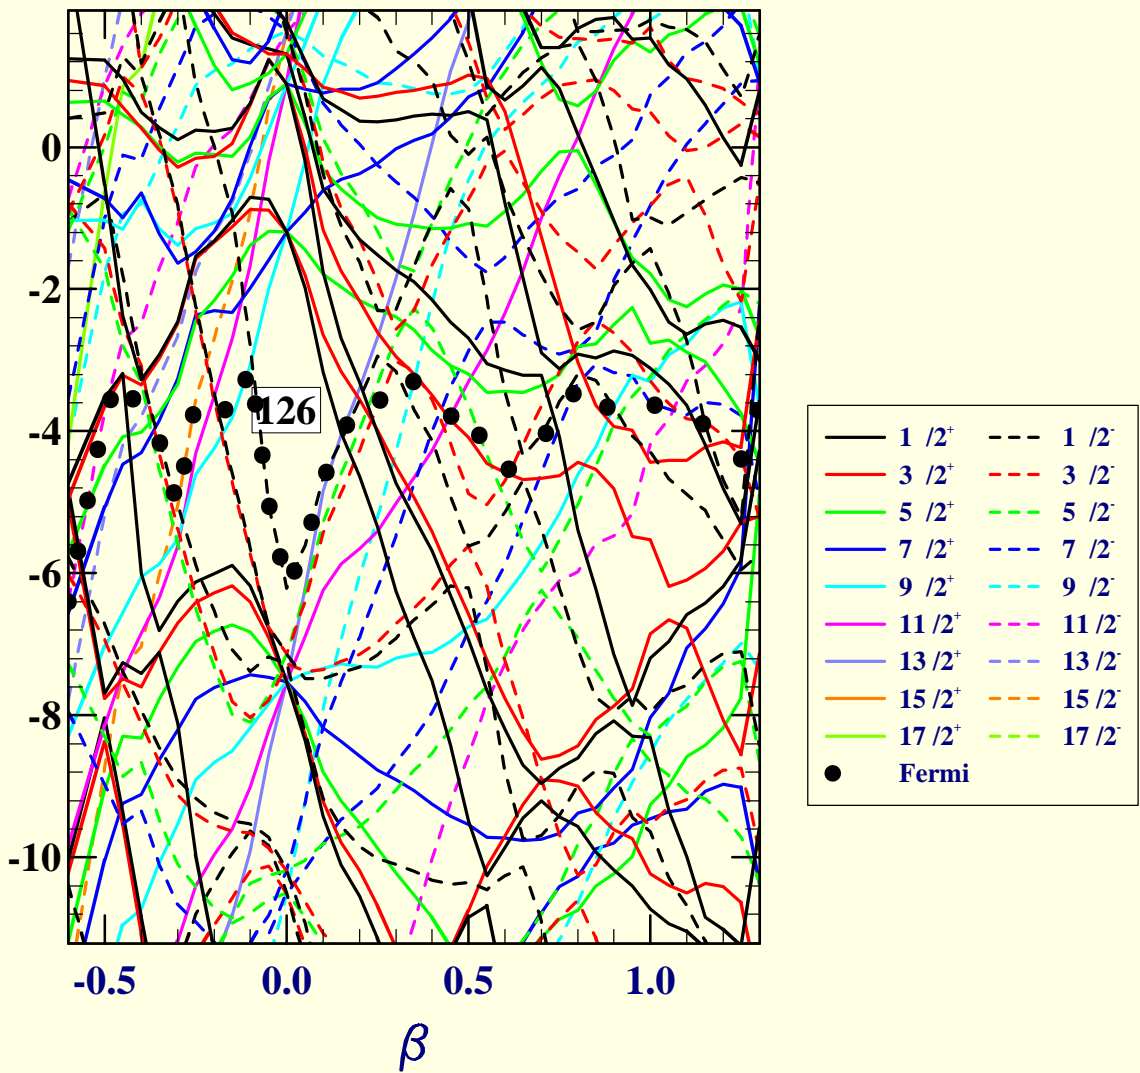 0
-2
-4
-6
-8
-10
126
-0.5 0.0 0.5 1.0
β
1 /2⁺ 1 /2⁻
3 /2⁺ 3 /2⁻
5 /2⁺ 5 /2⁻
7 /2⁺ 7 /2⁻
9 /2⁺ 9 /2⁻
11 /2⁺ 11 /2⁻
13 /2⁺ 13 /2⁻
15 /2⁺ 15 /2⁻
17 /2⁺ 17 /2⁻
Fermi